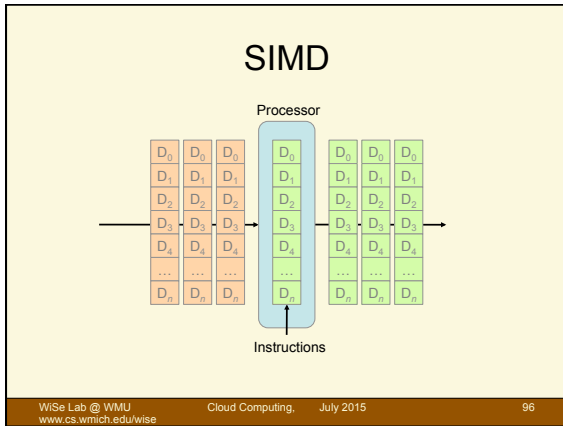 SIMD
Processor
D0 D0 D0 D0 D0 D0 D0
D1 D1 D1 D1 D1 D1 D1
D2 D2 D2 D2 D2 D2 D2
D3 D3 D3 D3 D3 D3 D3
D4 D4 D4 D4 D4 D4 D4
... ... ... ... ... ... ...
Dn Dn Dn Dn Dn Dn Dn
Instructions
WiSe Lab @ WMU Cloud Computing, July 2015 96
www.cs.wmich.edu/wise